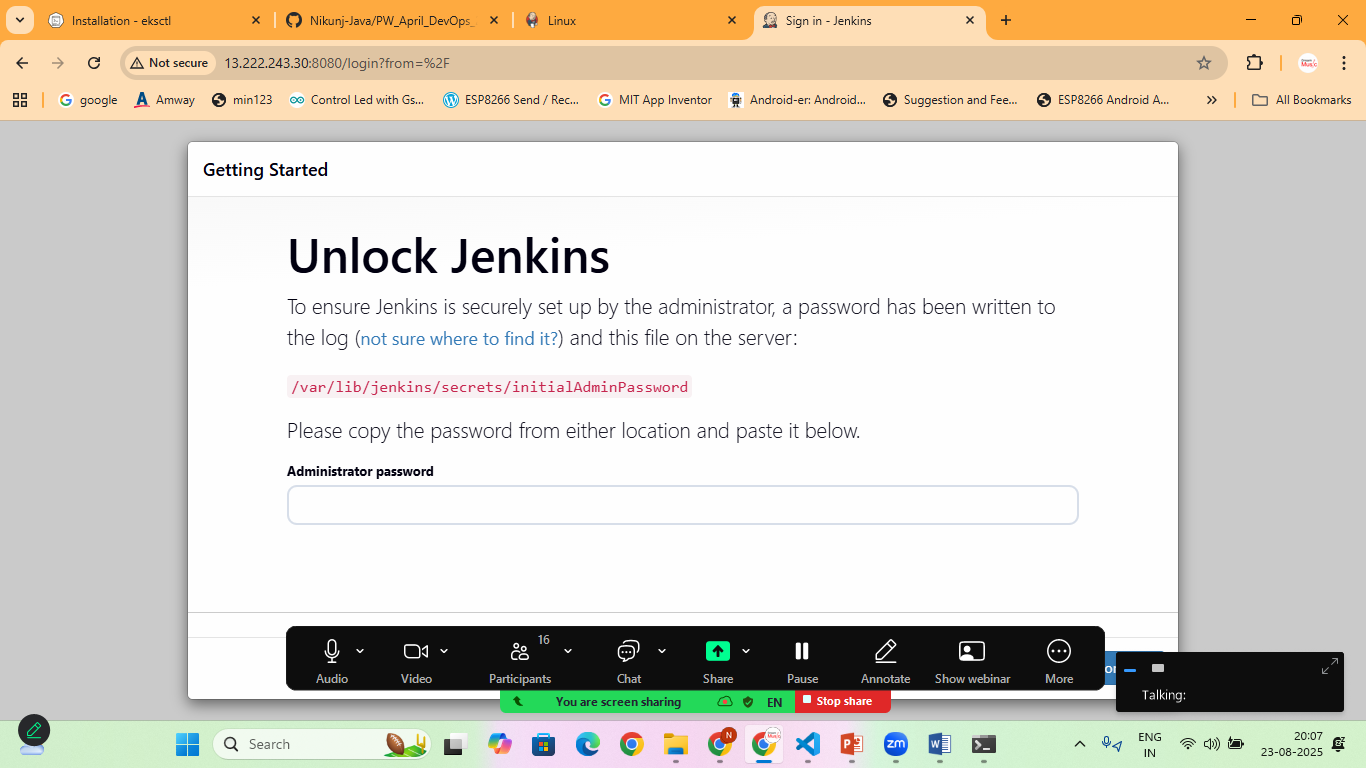 Installation - eksctl
Nikunj-Java/PW_April_DevOps_
Linux
Sign in - Jenkins
Not secure
13.222.243.30:8080/login?from=%2F
google
Amway
min123
Control Led with Gs...
ESP8266 Send / Rec...
MIT App Inventor
Android-er: Android...
Suggestion and Fee...
ESP8266 Android A...
All Bookmarks
Getting Started
Unlock Jenkins
To ensure Jenkins is securely set up by the administrator, a password has been written to
the log (not sure where to find it?) and this file on the server:
/var/lib/jenkins/secrets/initialAdminPassword
Please copy the password from either location and paste it below.
Administrator password
16
Audio
Video
Participants
Chat
Share
Pause
Annotate
Show webinar
More
Talking:
You are screen sharing
EN
Stop share
Search
N
zm
ENG
IN
20:07
23-08-2025